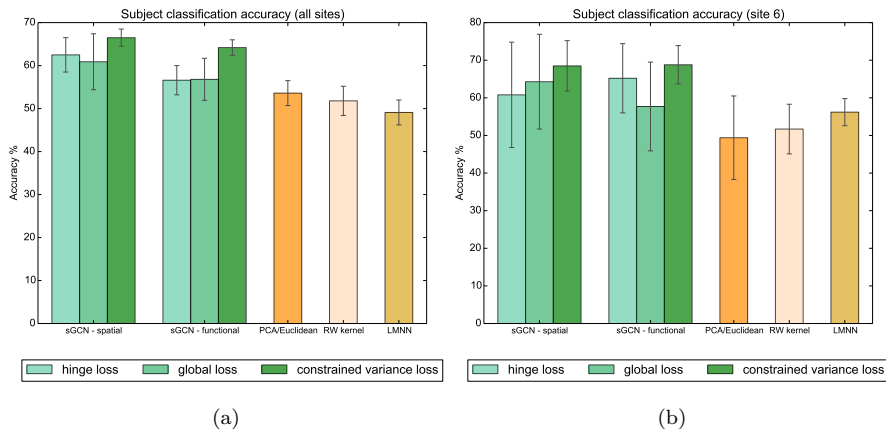 Subject classification accuracy (all sites)
70
60
50
40
30
20
10
0
Accuracy %
sGCN - spatial
sGCN - functional
PCA/Euclidean
RW kernel
LMNN
hinge loss
global loss
constrained variance loss
(a)
Subject classification accuracy (site 6)
80
70
60
50
40
30
20
10
0
Accuracy %
sGCN - spatial
sGCN - functional
PCA/Euclidean
RW kernel
LMNN
hinge loss
global loss
constrained variance loss
(b)